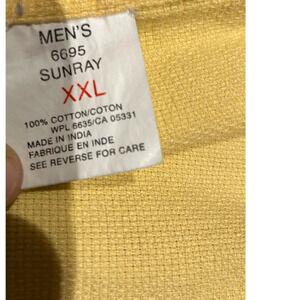 MEN'S
6695
SUNRAY
XXL
100% COTTON/COTON
WPL 6635/CA 05331
MADE IN INDIA
FABRIQUE EN INDE
SEE REVERSE FOR CARE